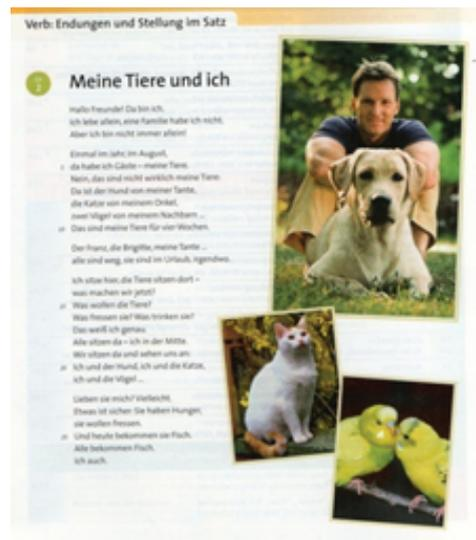 Verb: Endungen und Stellung im Satz
2
Meine Tiere und ich
Hallo Freunde! Da bin ich.
Ich lebe allein, eine Familie habe ich nicht.
Aber ich bin nicht immer allein!
Einmal im Jahr, im August,
5 da habe ich Gäste – meine Tiere.
Nein, das sind nicht wirklich meine Tiere:
Da ist der Hund von meiner Tante,
die Katze von meinem Onkel,
zwei Vögel von meinem Nachbarn ...
10 Das sind meine Tiere für vier Wochen.
Der Franz, die Brigitte, meine Tante ...
alle sind weg, sie sind im Urlaub, irgendwo.
Ich sitze hier, die Tiere sitzen dort –
was machen wir jetzt?
15 Was wollen die Tiere?
Was fressen sie? Was trinken sie?
Das weiß ich genau.
Alle sitzen da – ich in der Mitte.
Wir sitzen da und sehen uns an:
20 Ich und der Hund, ich und die Katze,
ich und die Vögel ...
Lieben sie mich? Vielleicht.
Etwas ist sicher: Sie haben Hunger,
sie wollen fressen.
25 Und heute bekommen sie Fisch.
Alle bekommen Fisch.
Ich auch.